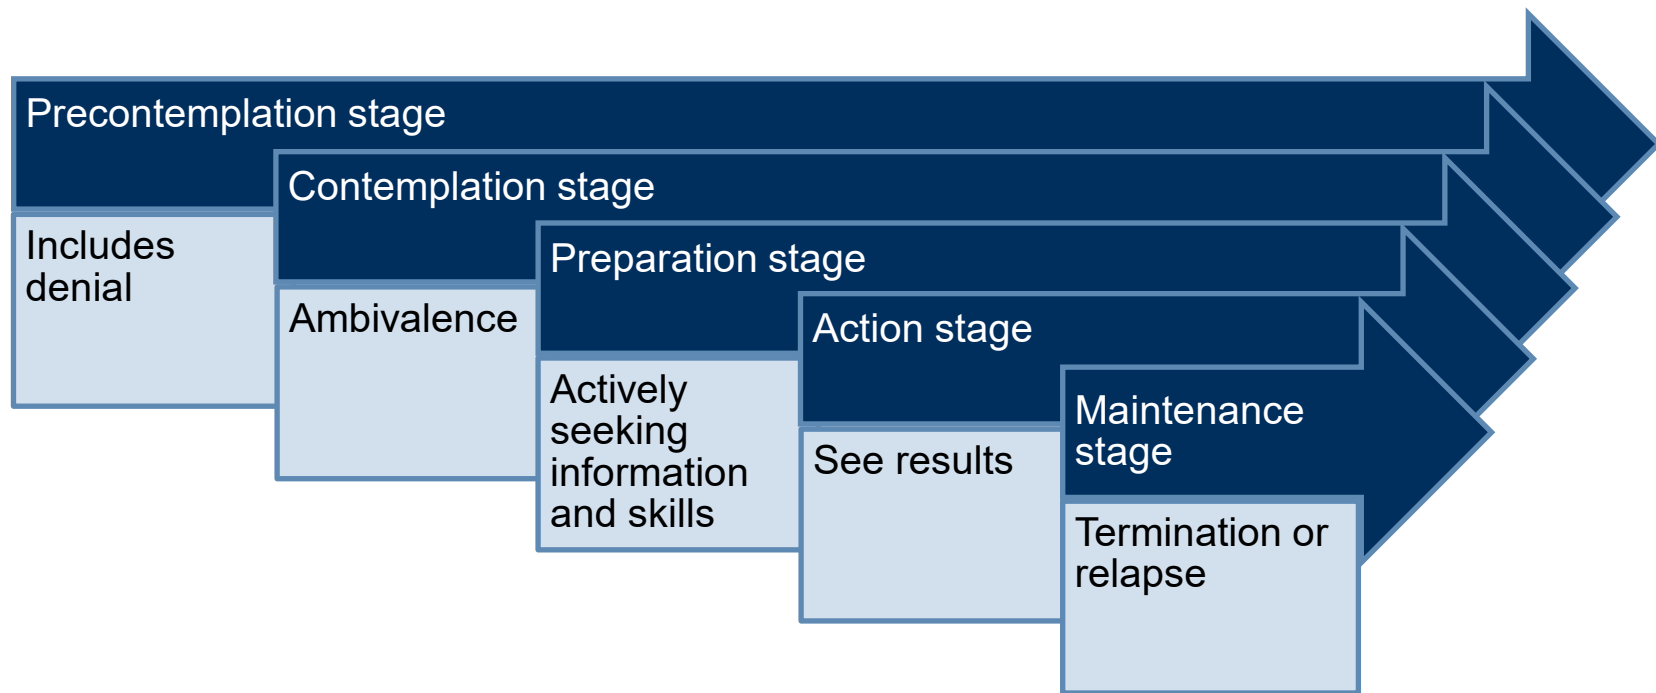 Precontemplation stage
Includes
denial
Contemplation stage
Ambivalence
Preparation stage
Actively
seeking
information
and skills
Action stage
See results
Maintenance
stage
Termination or
relapse